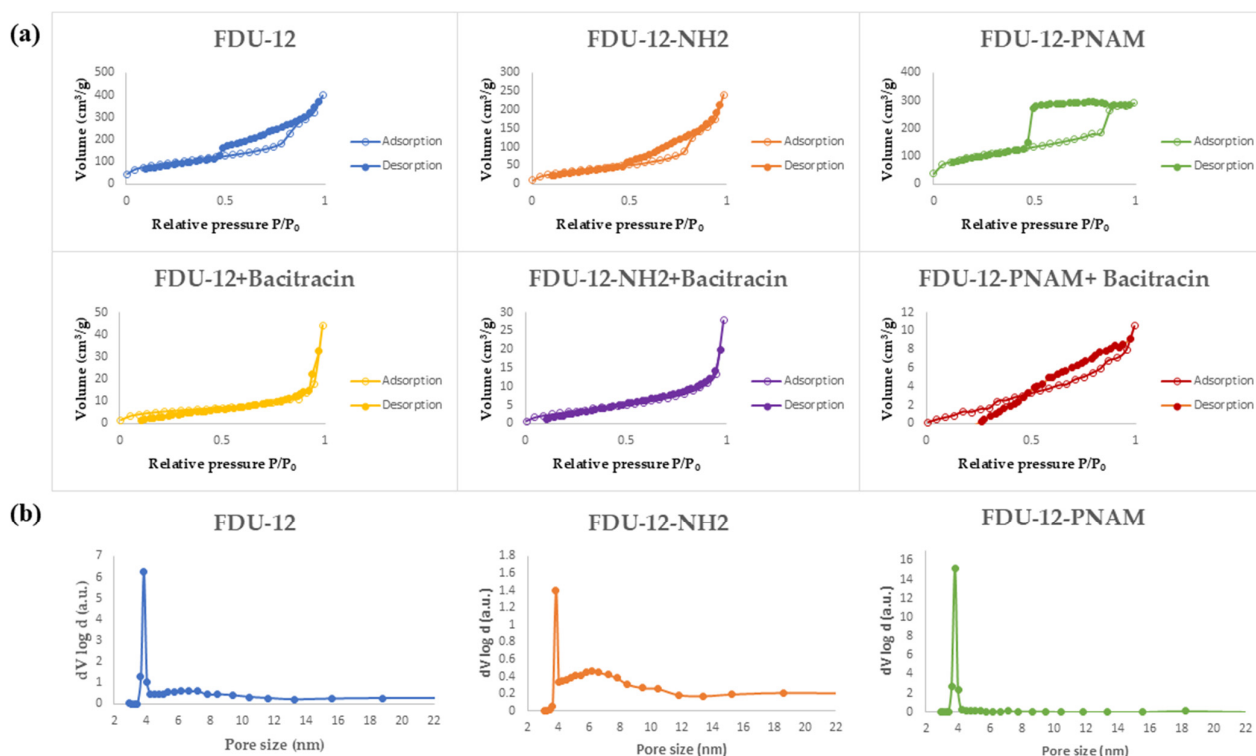 (a)
FDU-12
Volume (cm³/g)
500
400
300
200
100
0
0
0.5
1
Relative pressure P/P₀
Adsorption
Desorption
FDU-12-NH2
Volume (cm³/g)
300
250
200
150
100
50
0
0
0.5
1
Relative pressure P/P₀
Adsorption
Desorption
FDU-12-PNAM
Volume (cm³/g)
400
300
200
100
0
0
0.5
1
Relative pressure P/P₀
Adsorption
Desorption
FDU-12+Bacitracin
Volume (cm³/g)
50
40
30
20
10
0
0
0.5
1
Relative pressure P/P₀
Adsorption
Desorption
FDU-12-NH2+Bacitracin
Volume (cm³/g)
30
25
20
15
10
5
0
0
0.5
1
Relative pressure P/P₀
Adsorption
Desorption
FDU-12-PNAM+ Bacitracin
Volume (cm³/g)
12
10
8
6
4
2
0
0
0.5
1
Relative pressure P/P₀
Adsorption
Desorption
(b)
FDU-12
dV log d (a.u.)
7
6
5
4
3
2
1
0
2 4 6 8 10 12 14 16 18 20 22
Pore size (nm)
FDU-12-NH2
dV log d (a.u.)
1.8
1.6
1.4
1.2
1
0.8
0.6
0.4
0.2
0
2 4 6 8 10 12 14 16 18 20 22
Pore size (nm)
FDU-12-PNAM
dV log d (a.u.)
16
14
12
10
8
6
4
2
0
2 4 6 8 10 12 14 16 18 20 22
Pore size (nm)